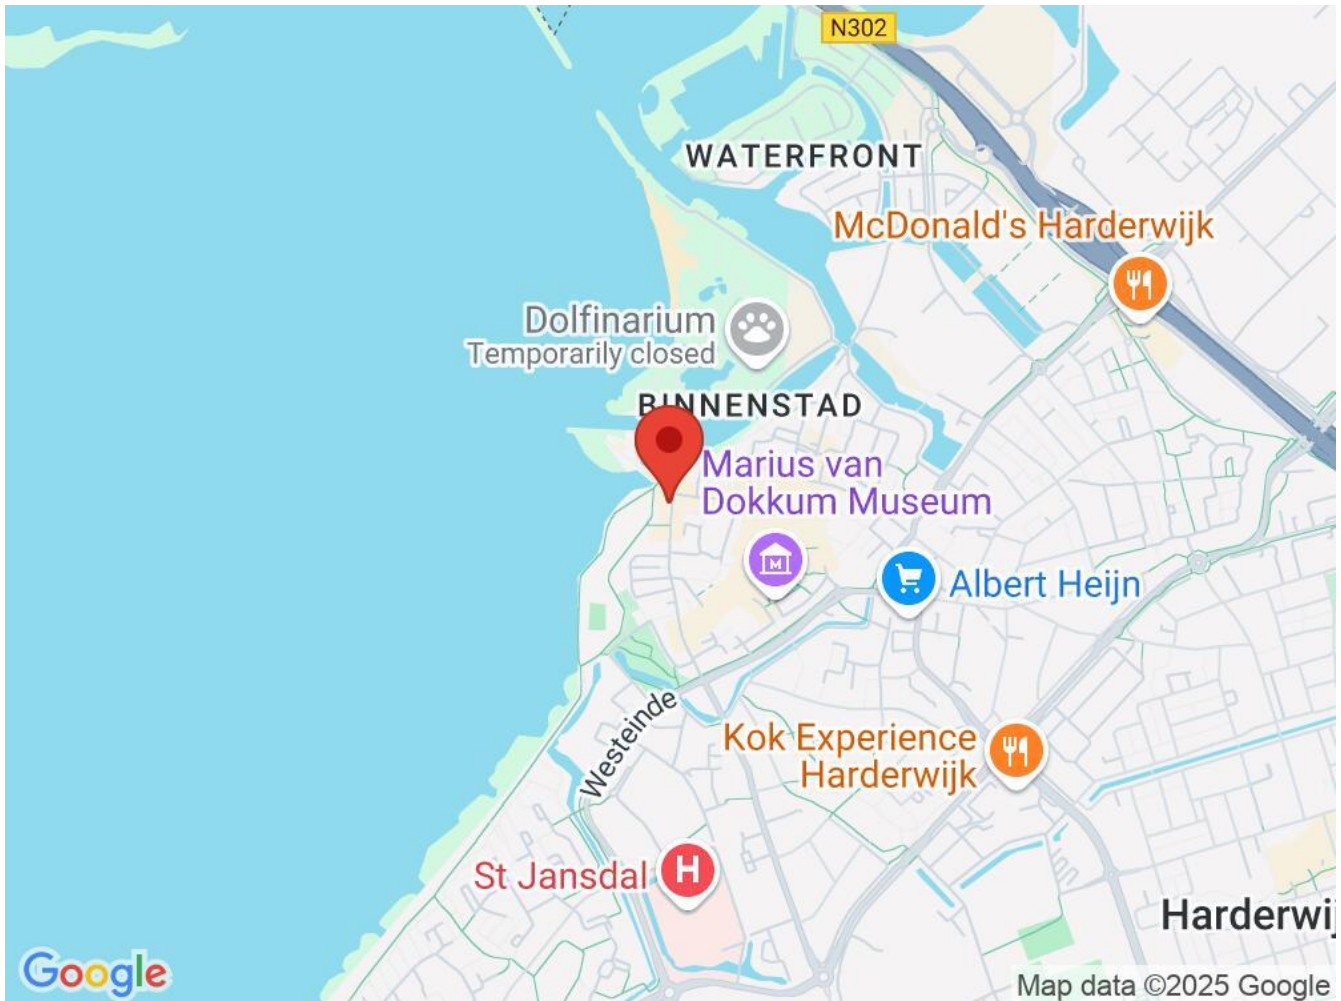 N302
WATERFRONT
McDonald's Harderwijk
Dolfinarium
Temporarily closed
BINNENSTAD
Marius van
Dokkum Museum
M
Albert Heijn
Westeinde
Kok Experience
Harderwijk
St Jansdal
H
Harderwij
Google
Map data ©2025 Google